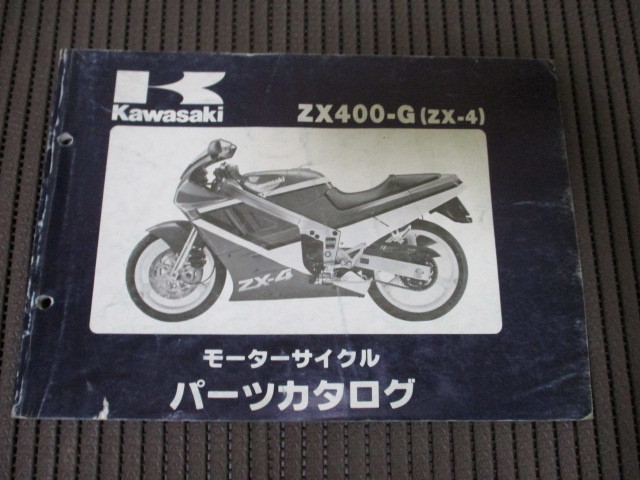 Kawasaki
ZX400-G (ZX-4)
ZX-4
モーターサイクル
パーツカタログ